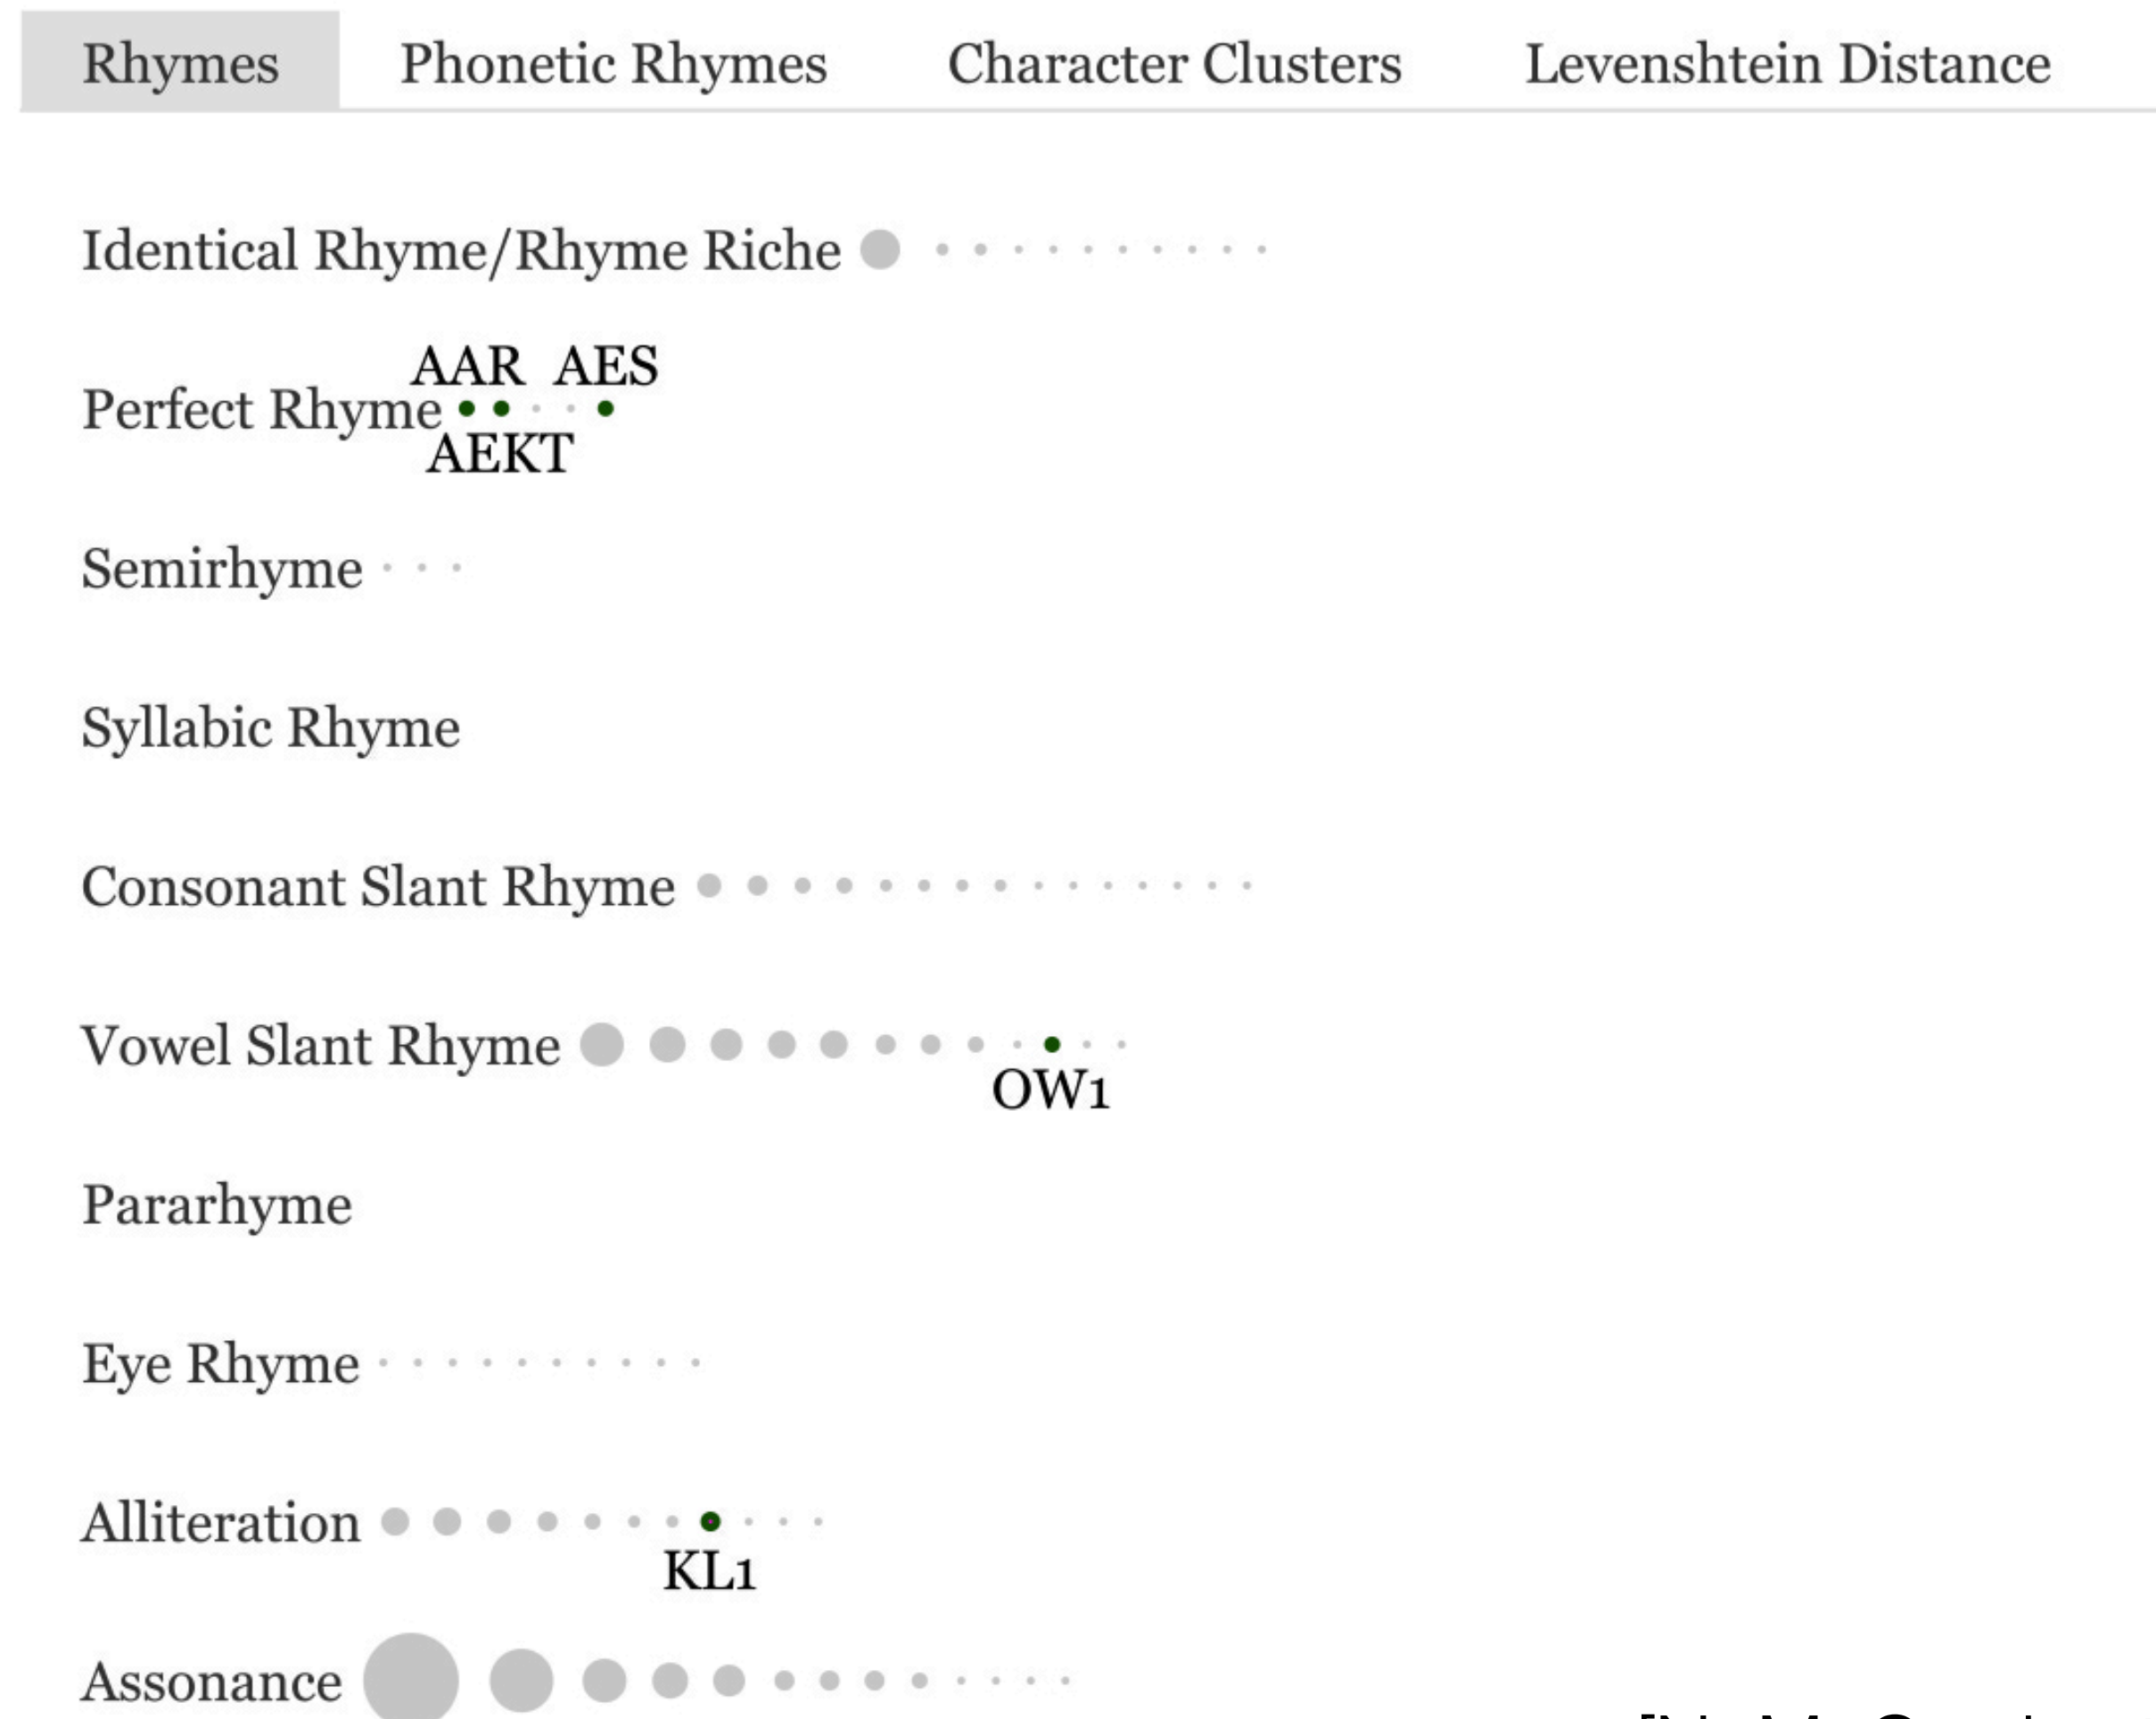 Rhymes Phonetic Rhymes Character Clusters Levenshtein Distance
Identical Rhyme/Rhyme Riche
AAR AES
Perfect Rhyme
AEKT
Semirhyme
Syllabic Rhyme
Consonant Slant Rhyme
Vowel Slant Rhyme
OW1
Pararhyme
Eye Rhyme
Alliteration
KL1
Assonance